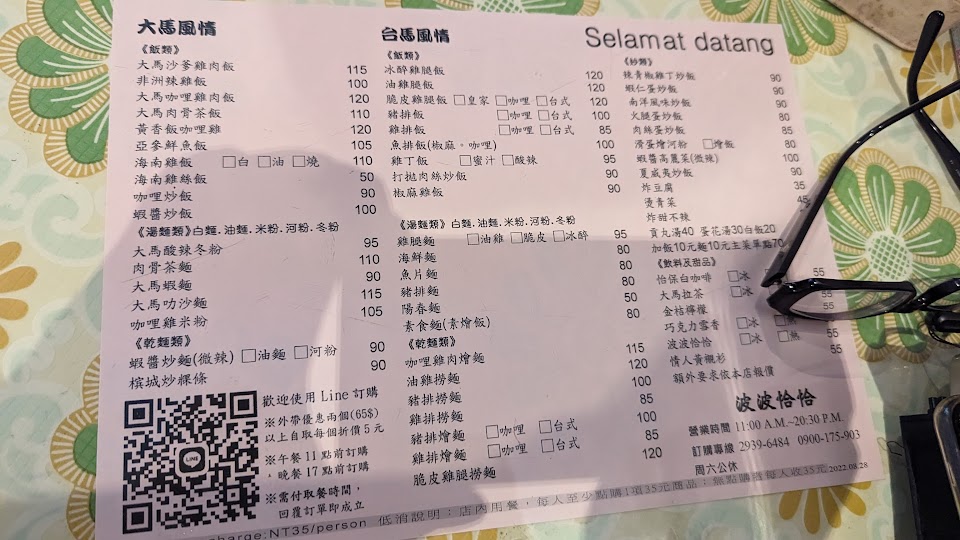 大馬風情
《飯類》
大馬沙爹雞肉飯 115
非洲辣雞飯 100
大馬咖哩雞肉飯 120
大馬肉骨茶飯 110
黃香飯咖哩雞 120
亞參鮮魚飯 105
海南雞飯 □白 □油 □燒 110
海南雞絲飯 50
咖哩炒飯 90
蝦醬炒飯 100
《湯麵類》白麵.油麵.米粉.河粉.冬粉
大馬酸辣冬粉 95
肉骨茶麵 110
大馬蝦麵 90
大馬叻沙麵 115
咖哩雞米粉 105
《乾麵類》
蝦醬炒麵(微辣) □油麵 □河粉 90
檳城炒粿條 90
LINE
歡迎使用 Line 訂購
※外帶優惠兩個(65$)
以上自取每個折價5元
※午餐11點前訂購
、晚餐17點前訂購
※需付取餐時間，
回覆訂單即成立
台馬風情
《飯類》
冰醉雞腿飯 120
油雞飯 100
脆皮雞腿飯 □皇家 □咖哩 □台式 120
豬排飯 □咖哩 □台式 100
雞排飯 □咖哩 □台式 85
魚排飯(椒麻。咖哩) 100
雞丁飯 □蜜汁 □酸辣 95
打拋肉絲炒飯 90
椒麻雞飯 90
《湯麵類》白麵.油麵.米粉.河粉.冬粉
雞腿麵 □油雞 □脆皮 □冰醉 95
海鮮麵 80
魚片麵 80
豬排麵 80
陽春麵 50
素食麵(素燴飯) 80
《乾麵類》
咖哩雞肉燴麵 115
油雞撈麵 120
豬排撈麵 100
雞排撈麵 85
豬排燴麵 □咖哩 □台式 100
雞排燴麵 □咖哩 □台式 85
脆皮雞腿撈麵 120
Selamat datang
《炒類》
辣青椒雞丁炒飯 90
蝦仁蛋炒飯 90
南洋風味炒飯 90
火腿蛋炒飯 80
肉絲蛋炒飯 85
滑蛋燴河粉 □燴飯 80
蝦醬高麗菜(微辣) 100
夏威夷炒飯 90
炸豆腐 35
燙青菜 45
炸甜不辣
貢丸湯40 蛋花湯30白飯20
加飯10元麵10元主菜單點70
《飲料及甜品》
怡保白咖啡 □冰 55
大馬拉茶 □冰
金桔檸檬 55
巧克力雪香 □冰 □熱 55
波波恰恰 □冰 □熱 55
情人黃襯衫 55
額外要求依本店報價
波波恰恰
營業時間 11:00 A.M.~20:30 P.M.
訂購專線 2939-6484 0900-175-903
周六公休
charge:NT35/person 低消說明：店內用餐，每人至少點購1項35元商品；無點購者每人收35元 2022.08.28